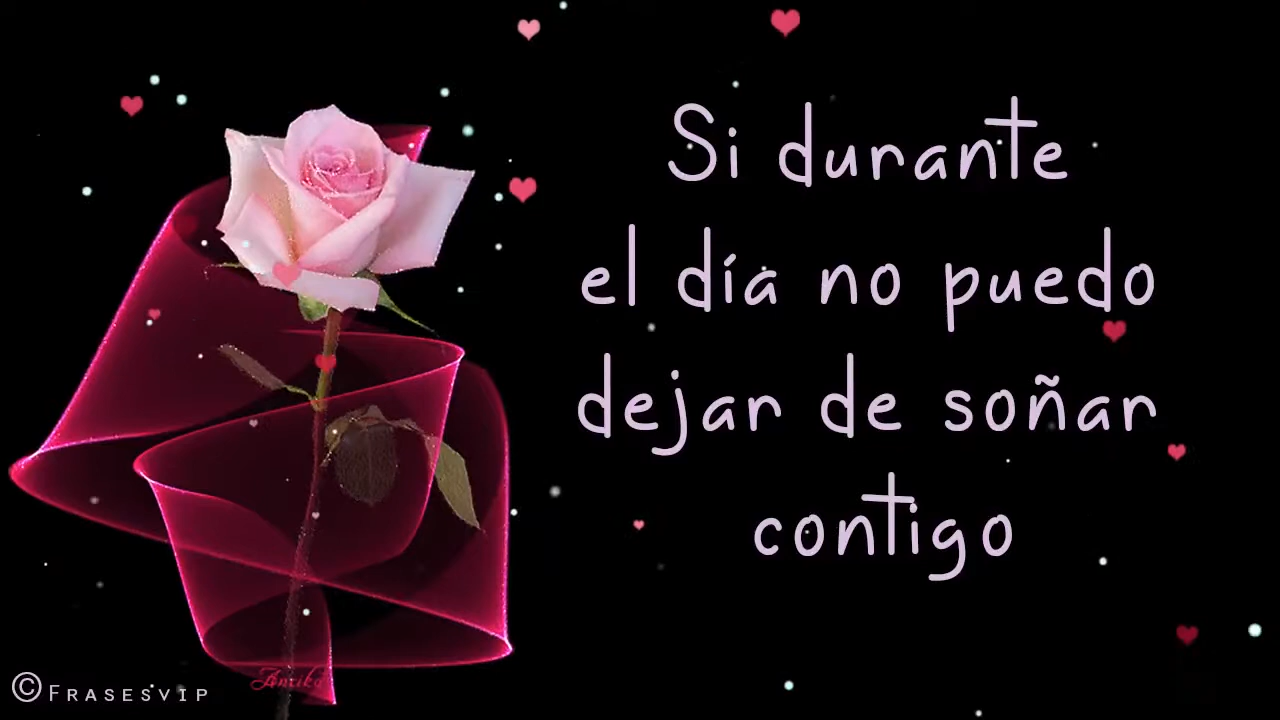 Si durante
el día no puedo
dejar de soñar
contigo
©FRASESVIP